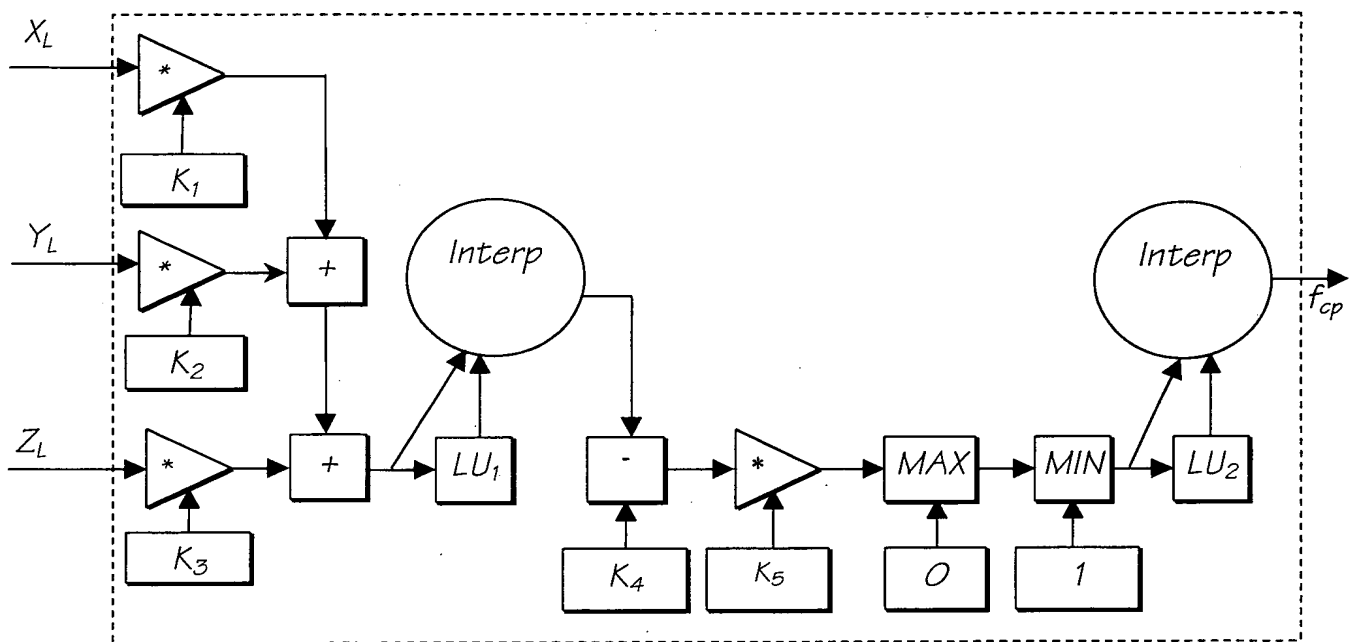 X_L
*
K_1
Y_L
*
+
Interp
Interp
f_cp
K_2
Z_L
*
+
LU_1
-
*
MAX
MIN
LU_2
K_3
K_4
K_5
0
1